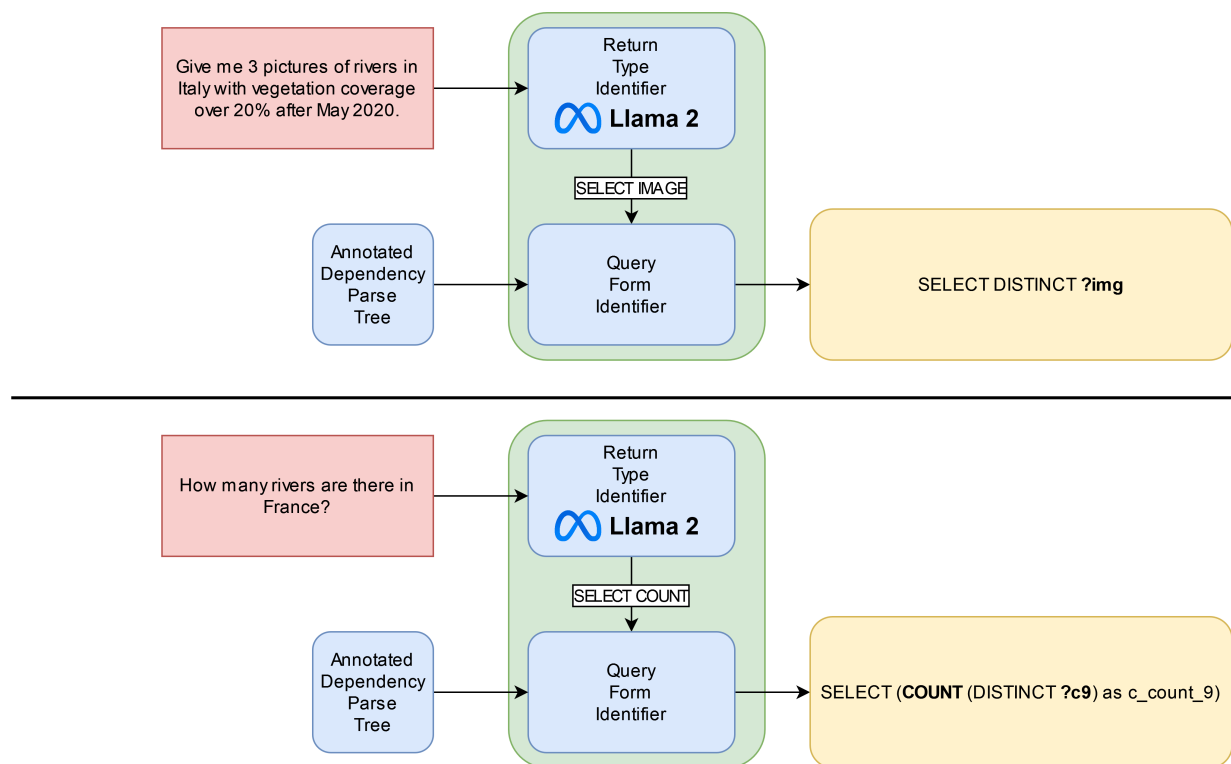 Give me 3 pictures of rivers in
Italy with vegetation coverage
over 20% after May 2020.
Return
Type
Identifier
Llama 2
SELECT IMAGE
Annotated
Dependency
Parse
Tree
Query
Form
Identifier
SELECT DISTINCT ?img
How many rivers are there in
France?
Return
Type
Identifier
Llama 2
SELECT COUNT
Annotated
Dependency
Parse
Tree
Query
Form
Identifier
SELECT (COUNT (DISTINCT ?c9) as c_count_9)